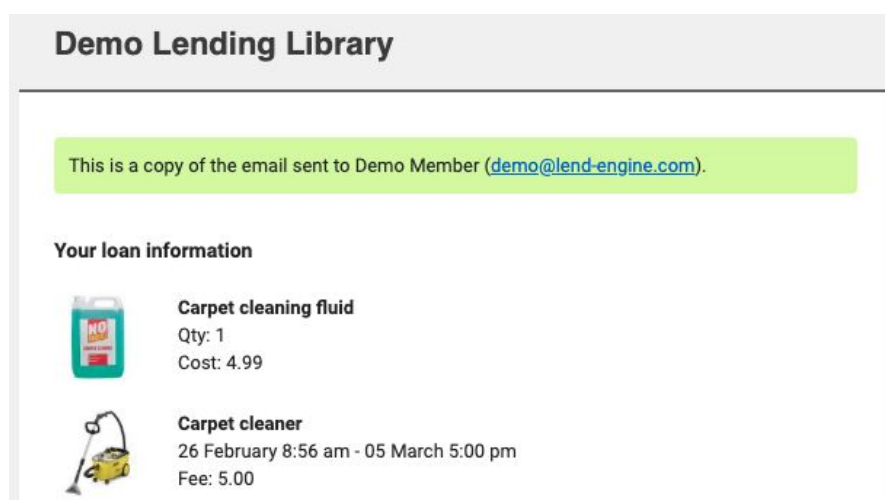 Demo Lending Library
This is a copy of the email sent to Demo Member (demo@lend-engine.com).
Your loan information
Carpet cleaning fluid
Qty: 1
Cost: 4.99
NO
Carpet cleaner
26 February 8:56 am - 05 March 5:00 pm
Fee: 5.00